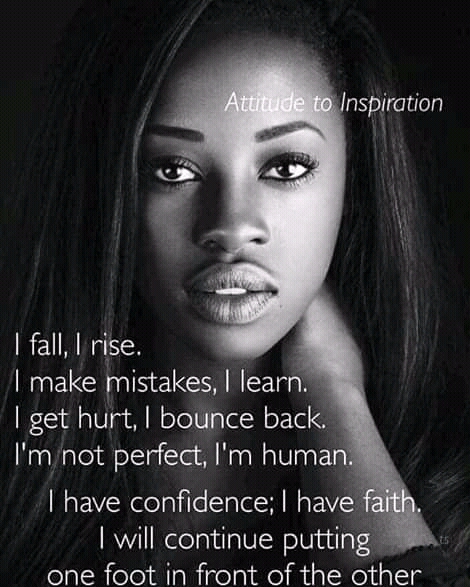 Attitude to Inspiration
I fall, I rise.
I make mistakes, I learn.
I get hurt, I bounce back.
I'm not perfect, I'm human.
I have confidence; I have faith.
I will continue putting
ts
one foot in front of the other